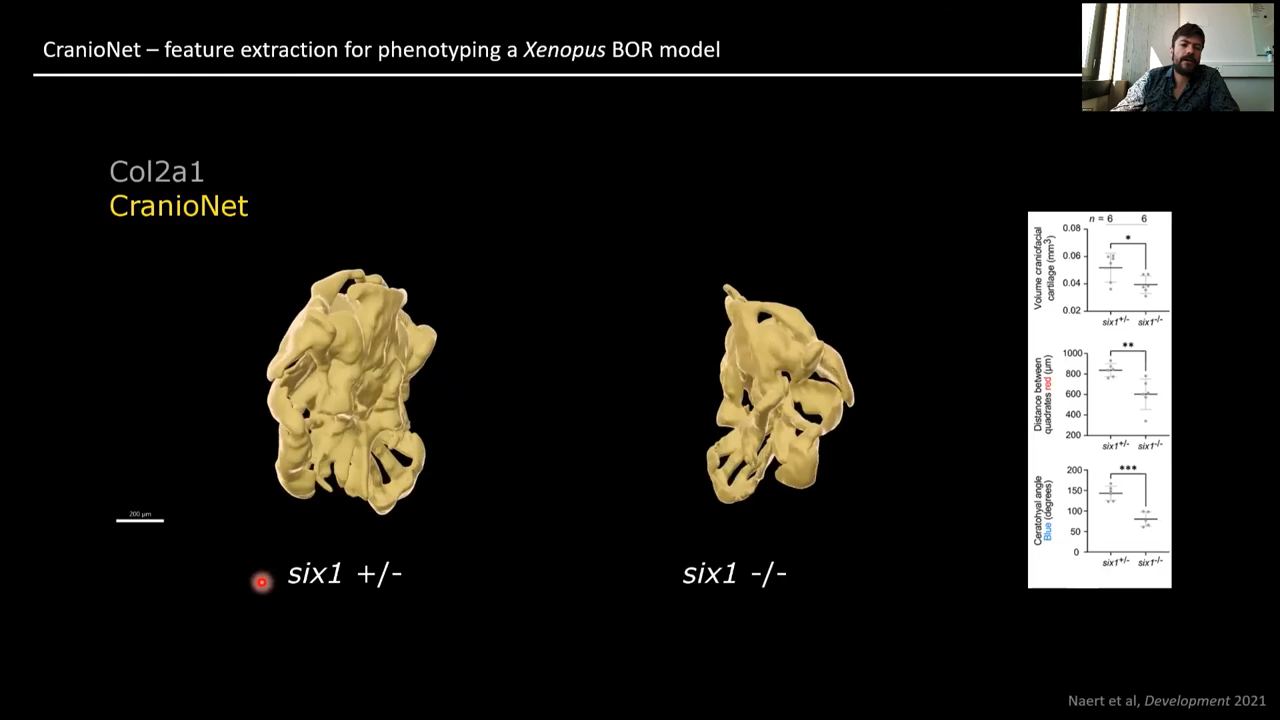 CranioNet – feature extraction for phenotyping a Xenopus BOR model
Col2a1
CranioNet
200 µm
six1 +/-
six1 -/-
n = 6 6
Volume craniofacial
cartilage (mm3)
0.08
0.06
0.04
0.02
*
six1+/- six1-/-
Distance between
quadrates red (µm)
1000
800
600
400
200
**
six1+/- six1-/-
Ceratohyal angle
Blue (degrees)
200
150
100
50
0
***
six1+/- six1-/-
Naert et al, Development 2021